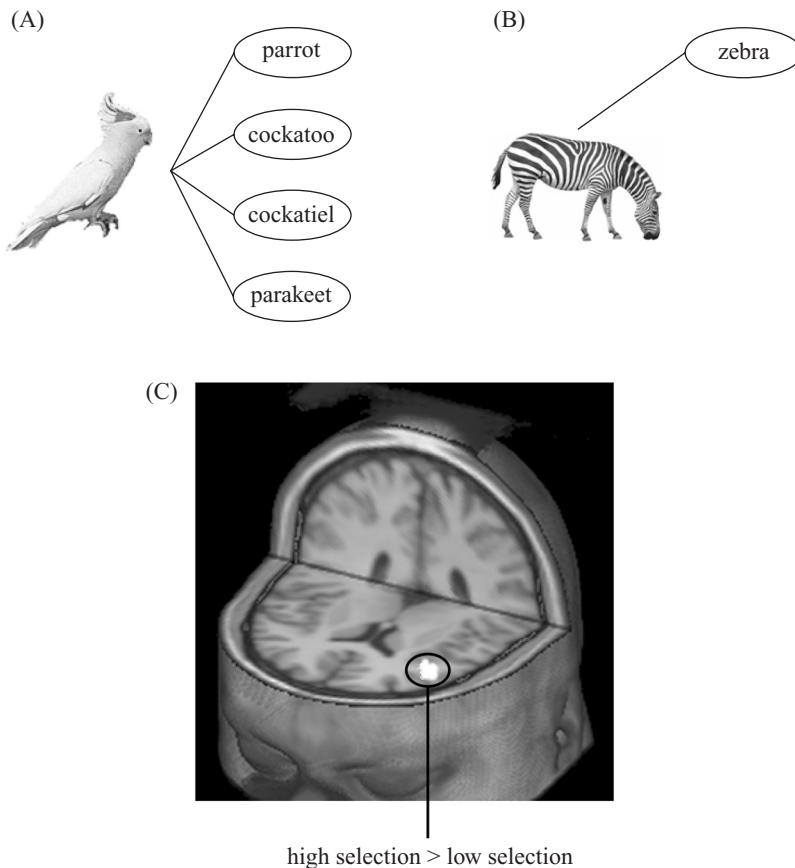 (A)
parrot
cockatoo
cockatiel
parakeet
(B)
zebra
(C)
high selection > low selection